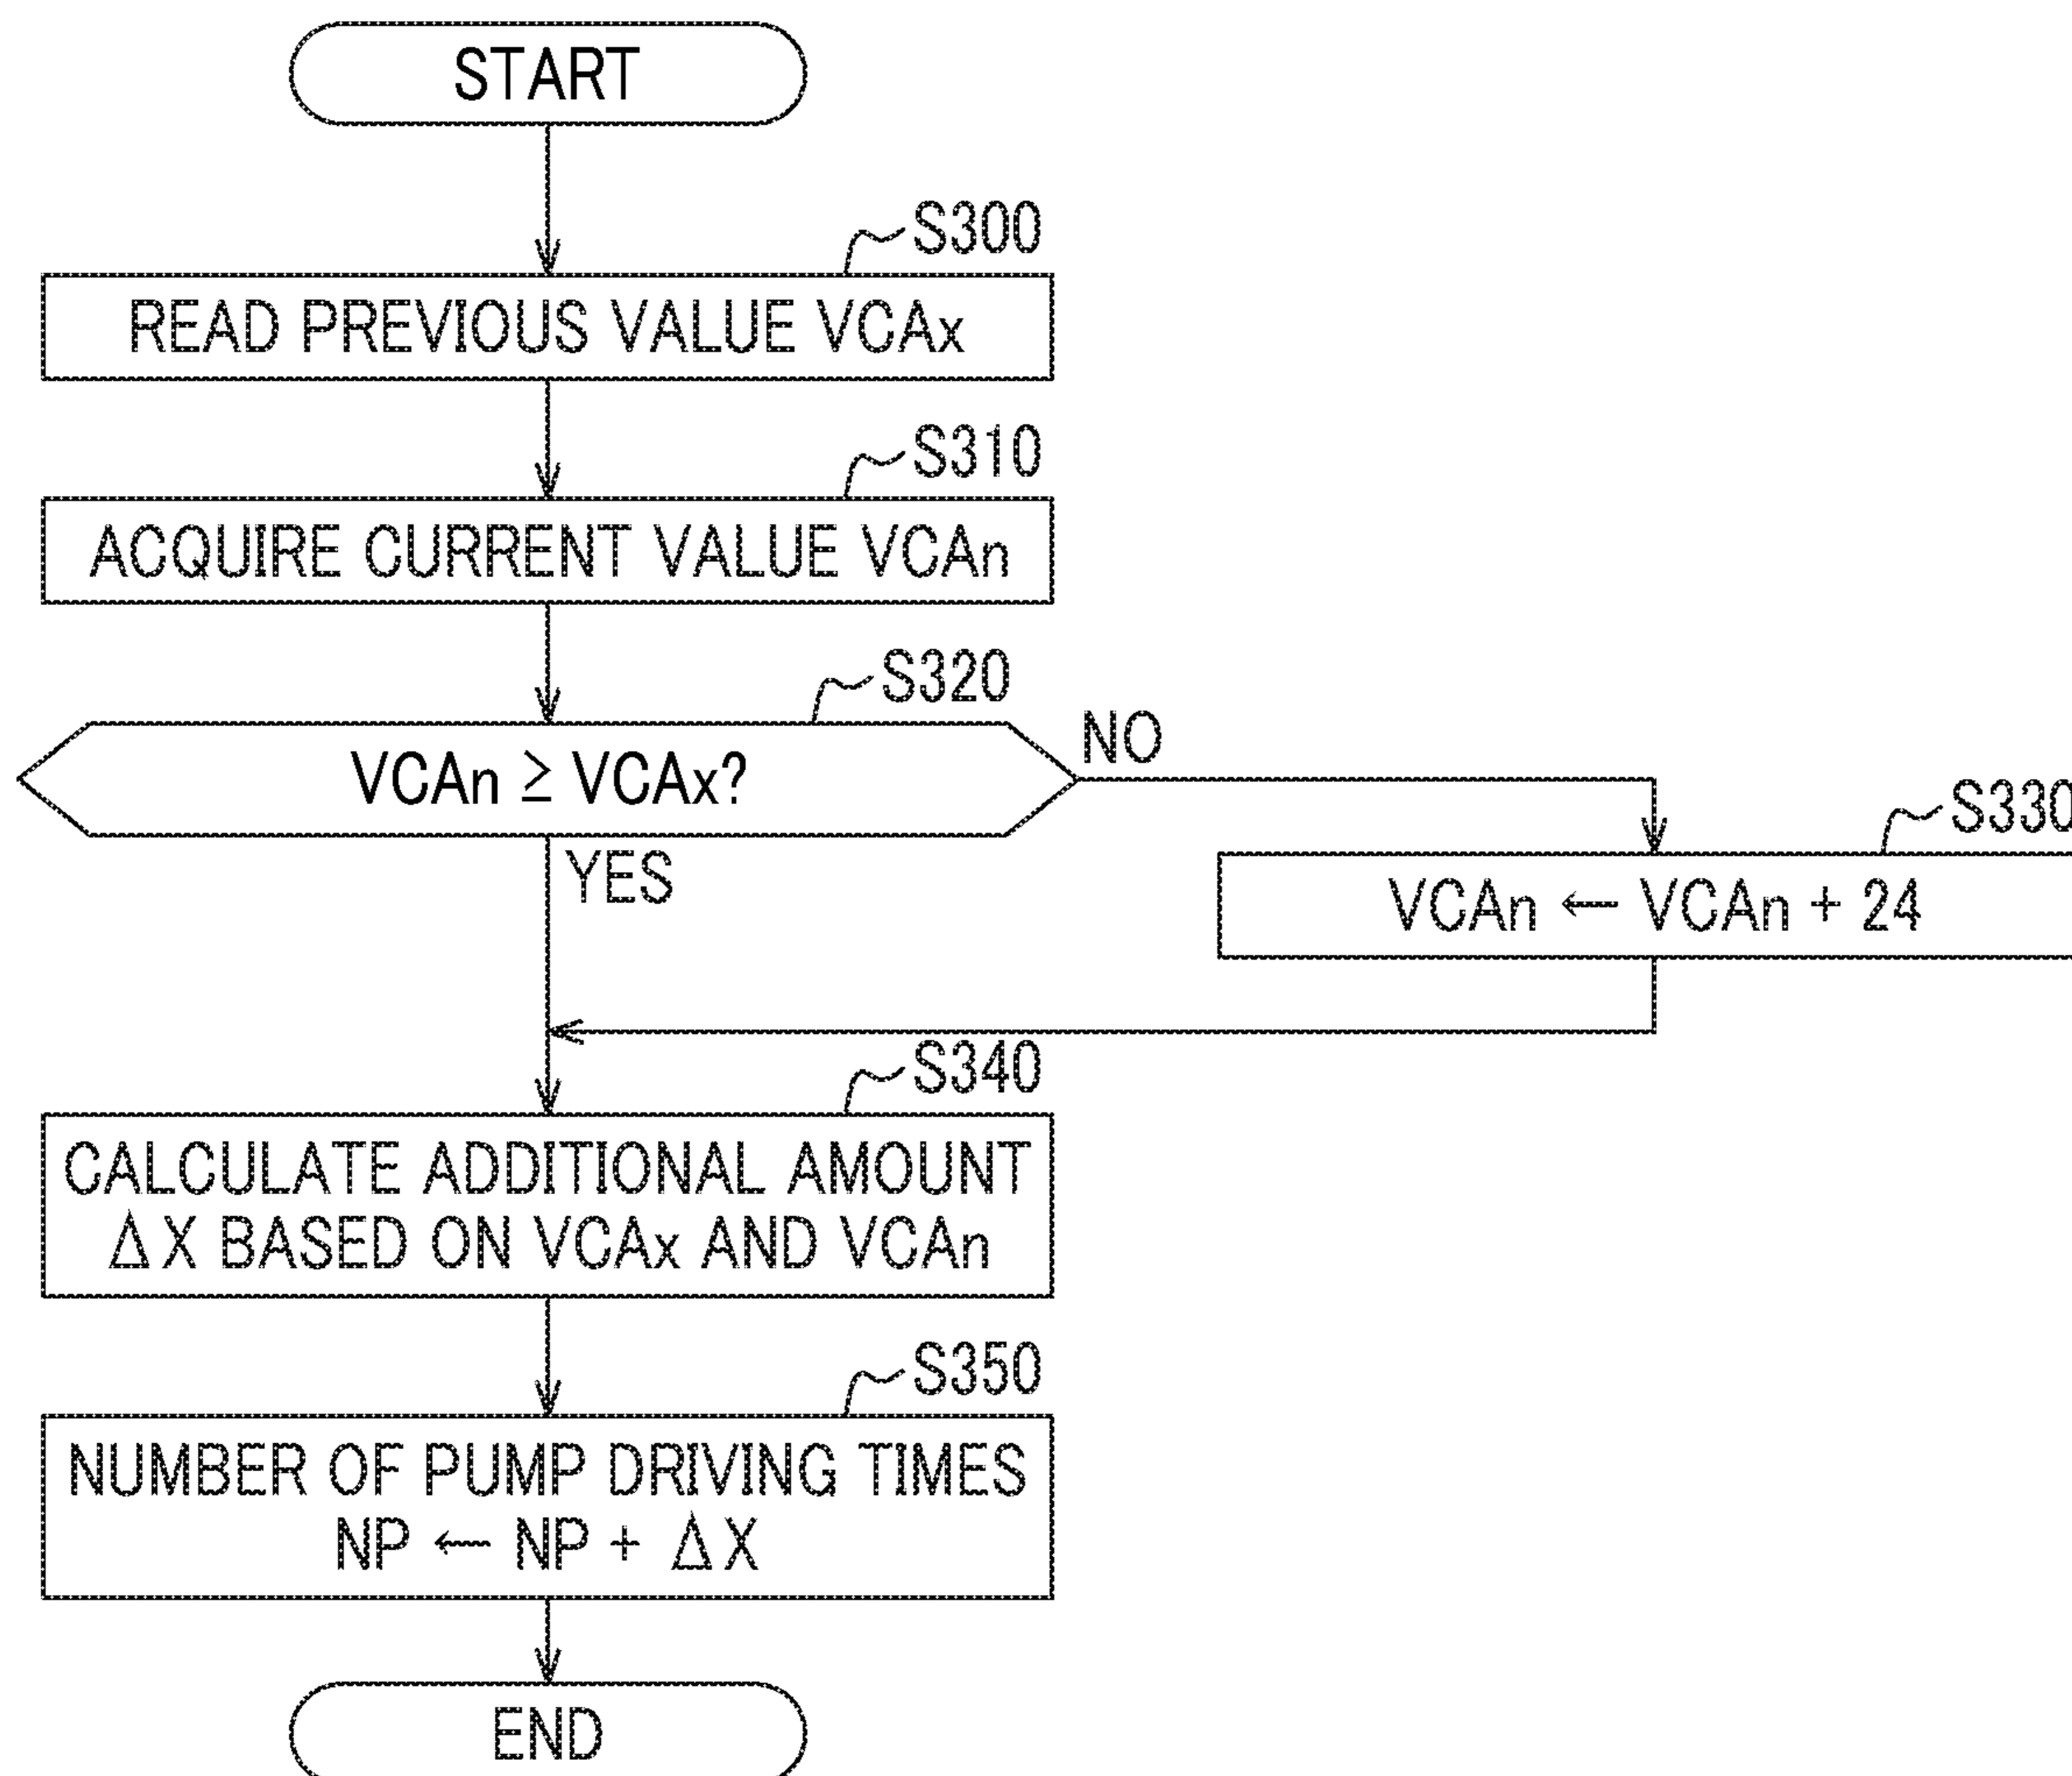 START
S300
READ PREVIOUS VALUE VCAx
S310
ACQUIRE CURRENT VALUE VCAn
S320
VCAn ≧ VCAx?
NO
S330
VCAn ← VCAn + 24
YES
S340
CALCULATE ADDITIONAL AMOUNT
ΔX BASED ON VCAx AND VCAn
S350
NUMBER OF PUMP DRIVING TIMES
NP ← NP + ΔX
END